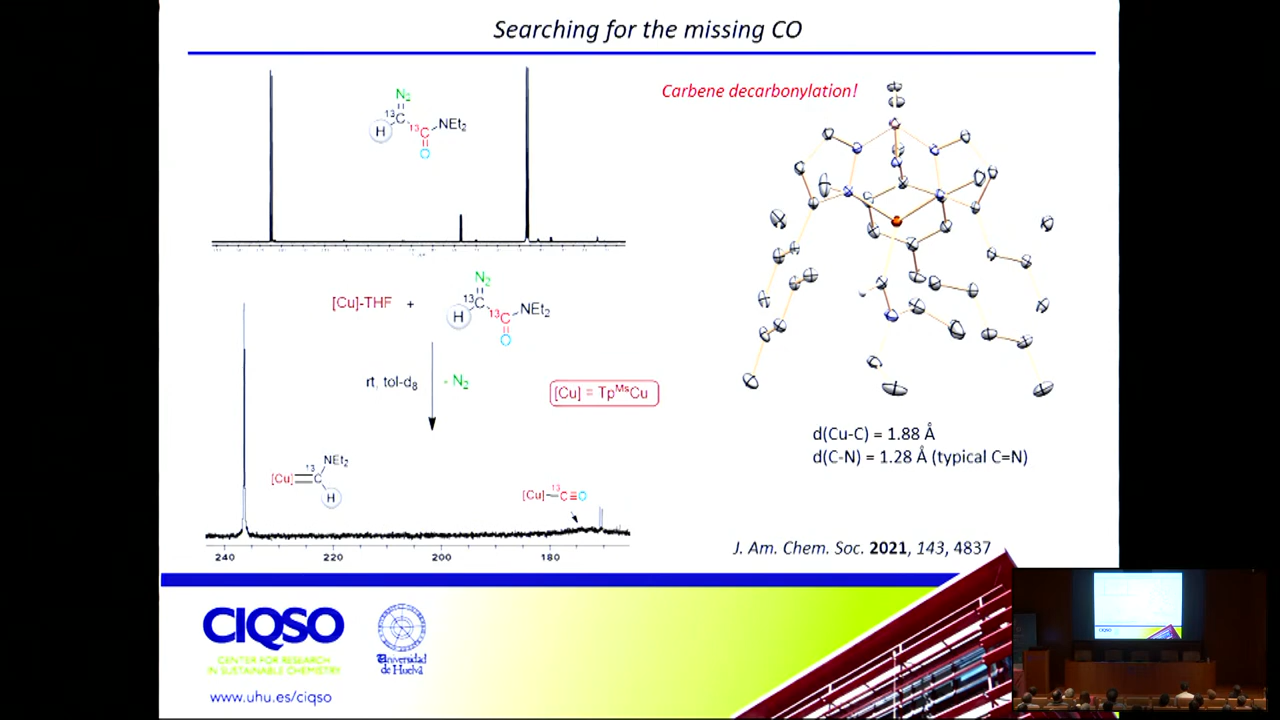 Searching for the missing CO
Carbene decarbonylation!
N₂
¹³C
H
¹³C
NEt₂
O
[Cu]-THF +
N₂
¹³C
H
¹³C
NEt₂
O
rt, tol-d₈
- N₂
[Cu] = TpᴹˢCu
[Cu]=¹³C
NEt₂
H
[Cu]—¹³C≡O
240 220 200 180
d(Cu-C) = 1.88 Å
d(C-N) = 1.28 Å (typical C=N)
J. Am. Chem. Soc. 2021, 143, 4837
CIQSO
CENTER FOR RESEARCH
IN SUSTAINABLE CHEMISTRY
www.uhu.es/ciqso
Universidad
de Huelva
CIQSO